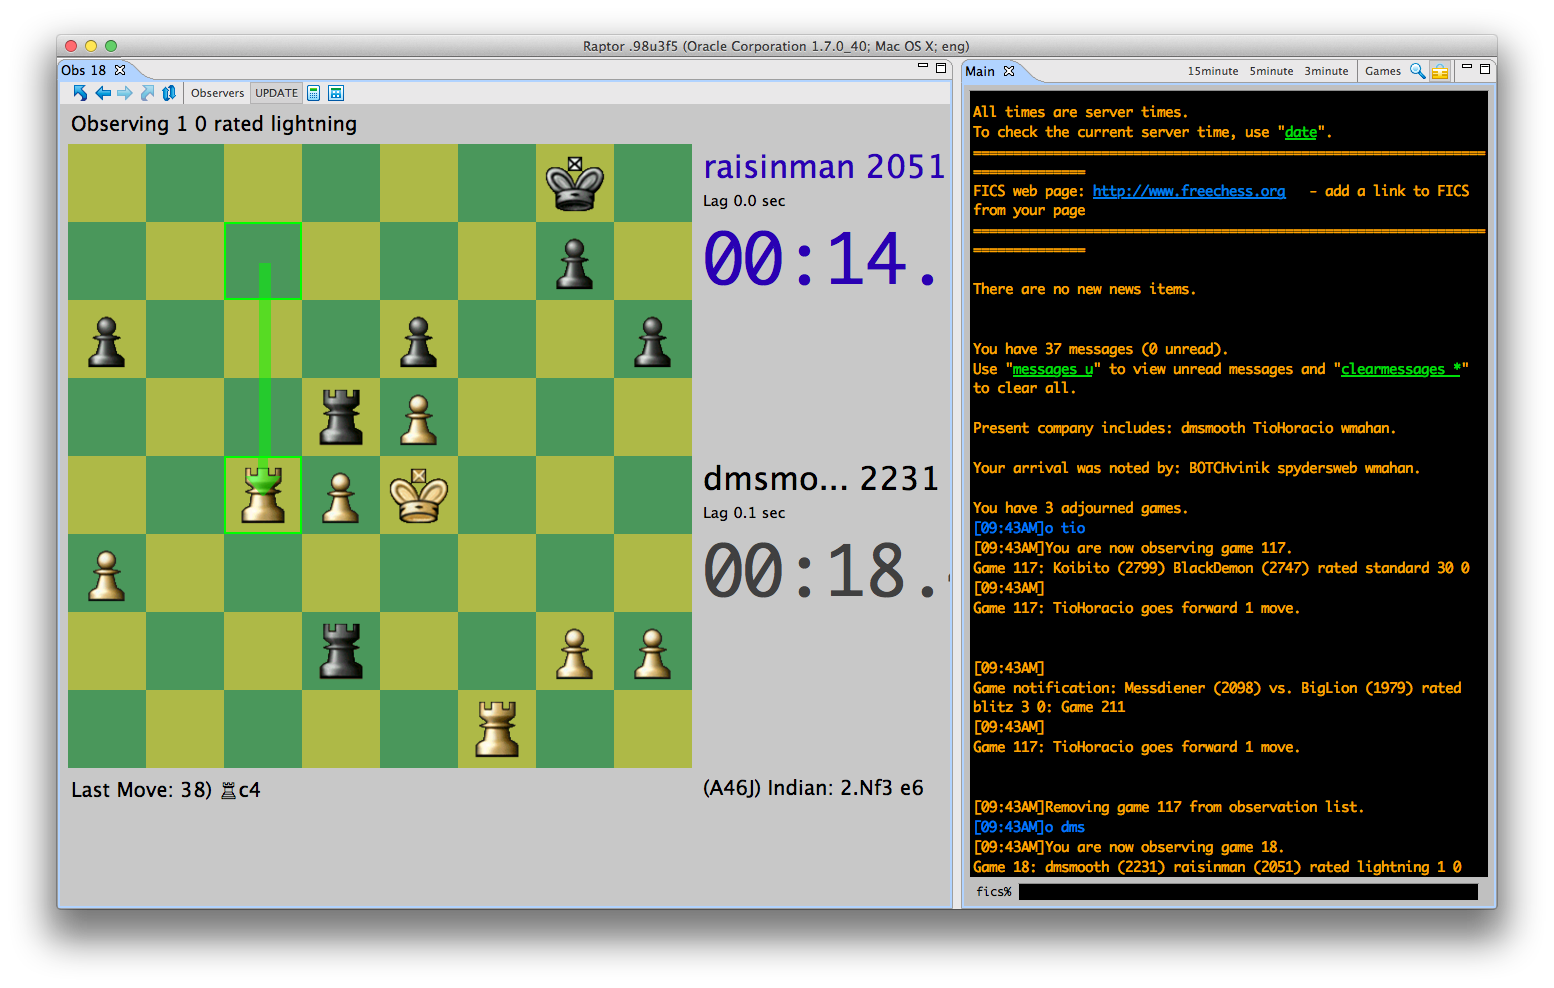 Raptor .98u3f5 (Oracle Corporation 1.7.0_40; Mac OS X; eng)
Obs 18
Observers UPDATE
Observing 1 0 rated lightning
raisinman 2051
Lag 0.0 sec
00:14.
dmsmo... 2231
Lag 0.1 sec
00:18.
Last Move: 38) ♖c4
(A46J) Indian: 2.Nf3 e6
Main
15minute 5minute 3minute Games
All times are server times.
To check the current server time, use "date".
FICS web page: http://www.freechess.org - add a link to FICS
from your page
There are no new news items.
You have 37 messages (0 unread).
Use "messages u" to view unread messages and "clearmessages *"
to clear all.
Present company includes: dmsmooth TioHoracio wmahan.
Your arrival was noted by: BOTCHvinik spydersweb wmahan.
You have 3 adjourned games.
[09:43AM]o tio
[09:43AM]You are now observing game 117.
Game 117: Koibito (2799) BlackDemon (2747) rated standard 30 0
[09:43AM]
Game 117: TioHoracio goes forward 1 move.
[09:43AM]
Game notification: Messdiener (2098) vs. BigLion (1979) rated
blitz 3 0: Game 211
[09:43AM]
Game 117: TioHoracio goes forward 1 move.
[09:43AM]Removing game 117 from observation list.
[09:43AM]o dms
[09:43AM]You are now observing game 18.
Game 18: dmsmooth (2231) raisinman (2051) rated lightning 1 0
fics%